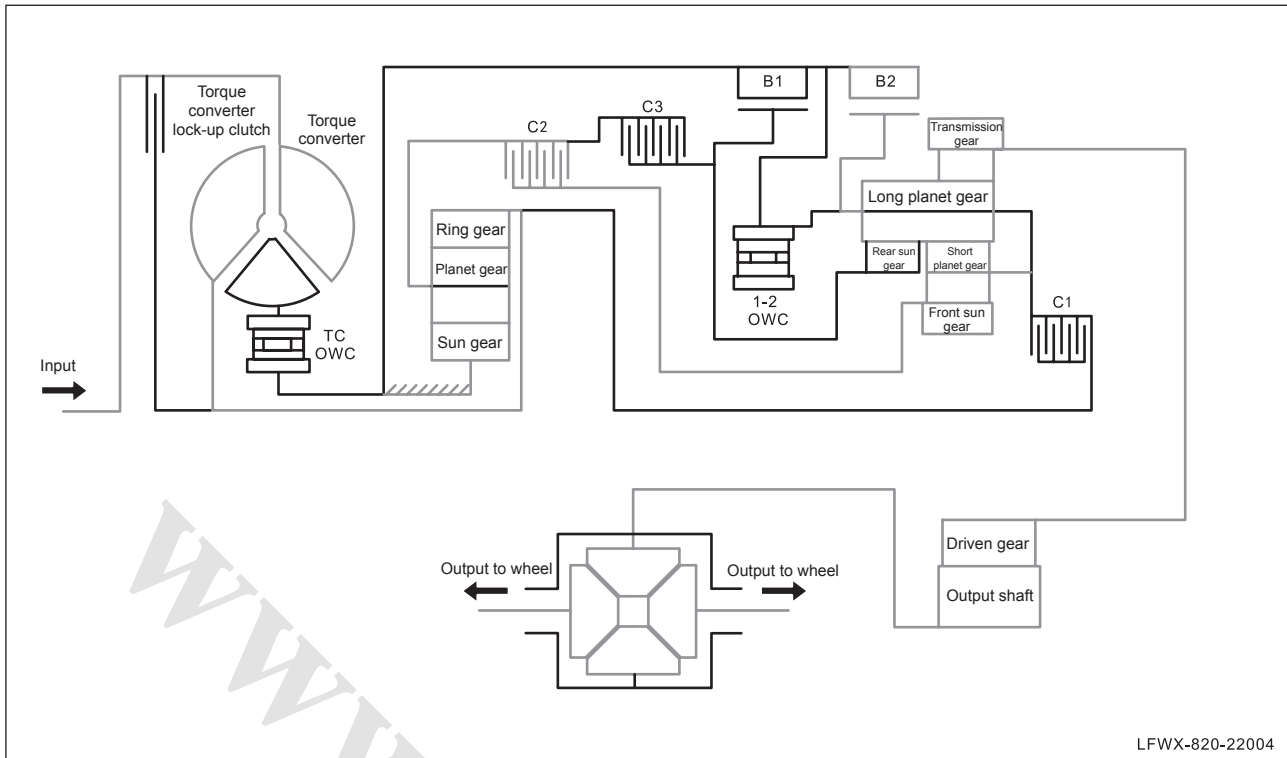 Torque
converter
lock-up clutch
Torque
converter
C2
C3
B1
B2
Transmission
gear
Long planet gear
Ring gear
Planet gear
Rear sun
gear
Short
planet gear
1-2
OWC
C1
Front sun
gear
TC
OWC
Sun gear
Input
Driven gear
Output to wheel
Output to wheel
Output shaft
LFWX-820-22004